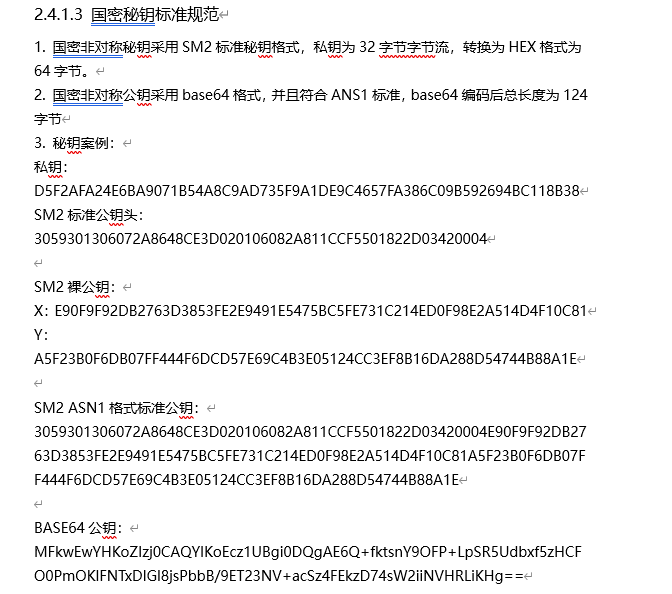 2.4.1.3 国密秘钥标准规范
1. 国密非对称秘钥采用 SM2 标准秘钥格式，私钥为 32 字节字节流，转换为 HEX 格式为
64 字节。
2. 国密非对称公钥采用 base64 格式，并且符合 ANS1 标准，base64 编码后总长度为 124
字节
3. 秘钥案例：
私钥：
D5F2AFA24E6BA9071B54A8C9AD735F9A1DE9C4657FA386C09B592694BC118B38
SM2 标准公钥头：
3059301306072A8648CE3D020106082A811CCF5501822D03420004
SM2 裸公钥：
X：E90F9F92DB2763D3853FE2E9491E5475BC5FE731C214ED0F98E2A514D4F10C81
Y：
A5F23B0F6DB07FF444F6DCD57E69C4B3E05124CC3EF8B16DA288D54744B88A1E
SM2 ASN1 格式标准公钥：
3059301306072A8648CE3D020106082A811CCF5501822D03420004E90F9F92DB27
63D3853FE2E9491E5475BC5FE731C214ED0F98E2A514D4F10C81A5F23B0F6DB07F
F444F6DCD57E69C4B3E05124CC3EF8B16DA288D54744B88A1E
BASE64 公钥：
MFkwEwYHKoZIzj0CAQYIKoEcz1UBgi0DQgAE6Q+fktsnY9OFP+LpSR5Udbxf5zHCF
O0PmOKlFNTxDIGl8jsPbbB/9ET23NV+acSz4FEkzD74sW2iiNVHRLiKHg==